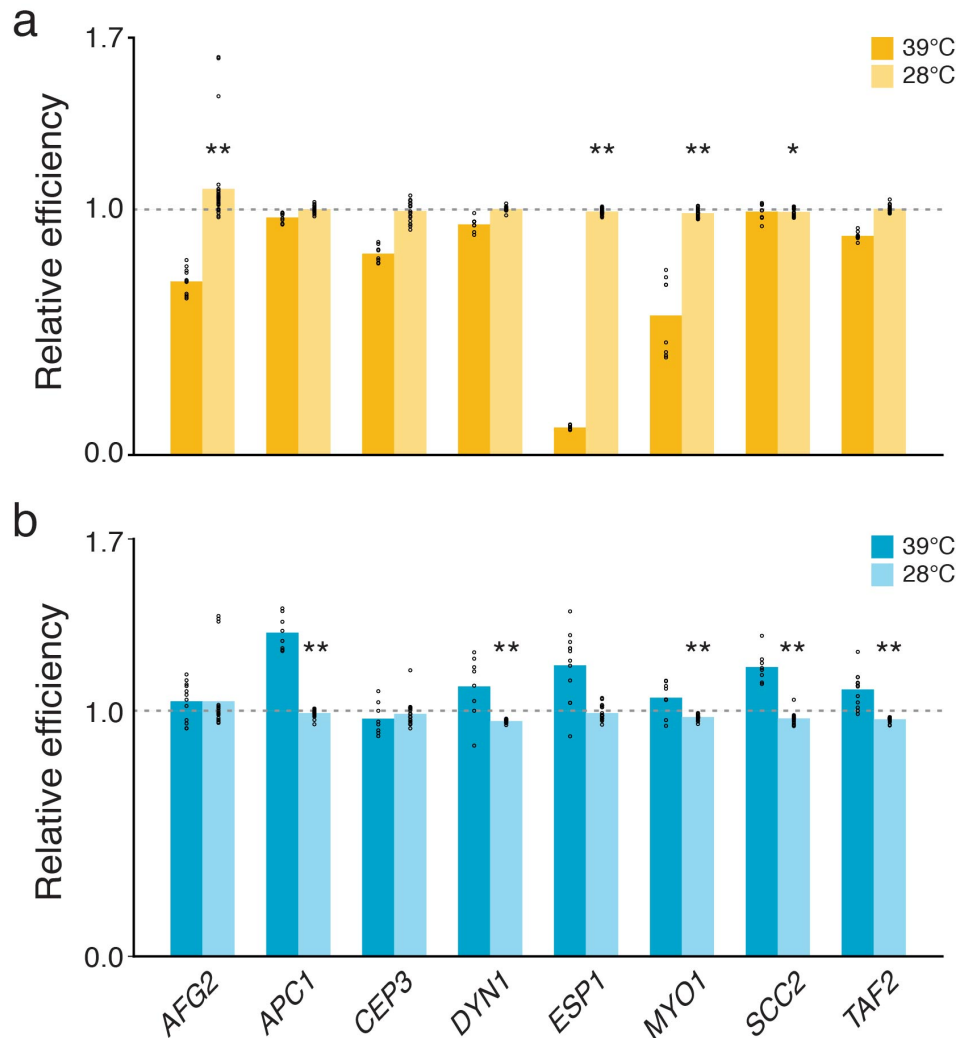 a
1.7
39°C
28°C
Relative efficiency
** ** ** *
1.0
0.0
b
1.7
39°C
28°C
Relative efficiency
** ** ** ** **
1.0
0.0
AFG2 APC1 CEP3 DYN1 ESP1 MYO1 SCC2 TAF2